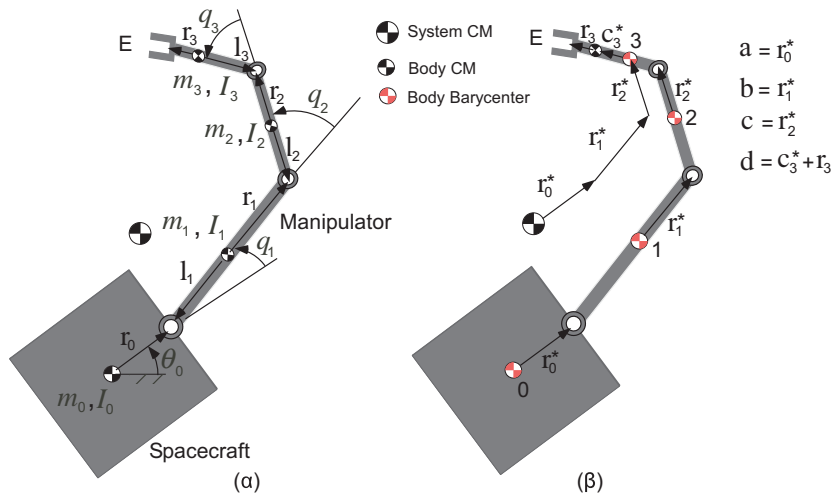 E
r₃
q₃
l₃
m₃, I₃
r₂
q₂
m₂, I₂
l₂
r₁
Manipulator
m₁, I₁
q₁
l₁
r₀
θ₀
m₀, I₀
Spacecraft
(α)
System CM
Body CM
Body Barycenter
E
r₃
c₃*
3
r₂*
r₂*
2
r₁*
r₀*
r₁*
1
r₀*
0
(β)
a = r₀*
b = r₁*
c = r₂*
d = c₃* + r₃